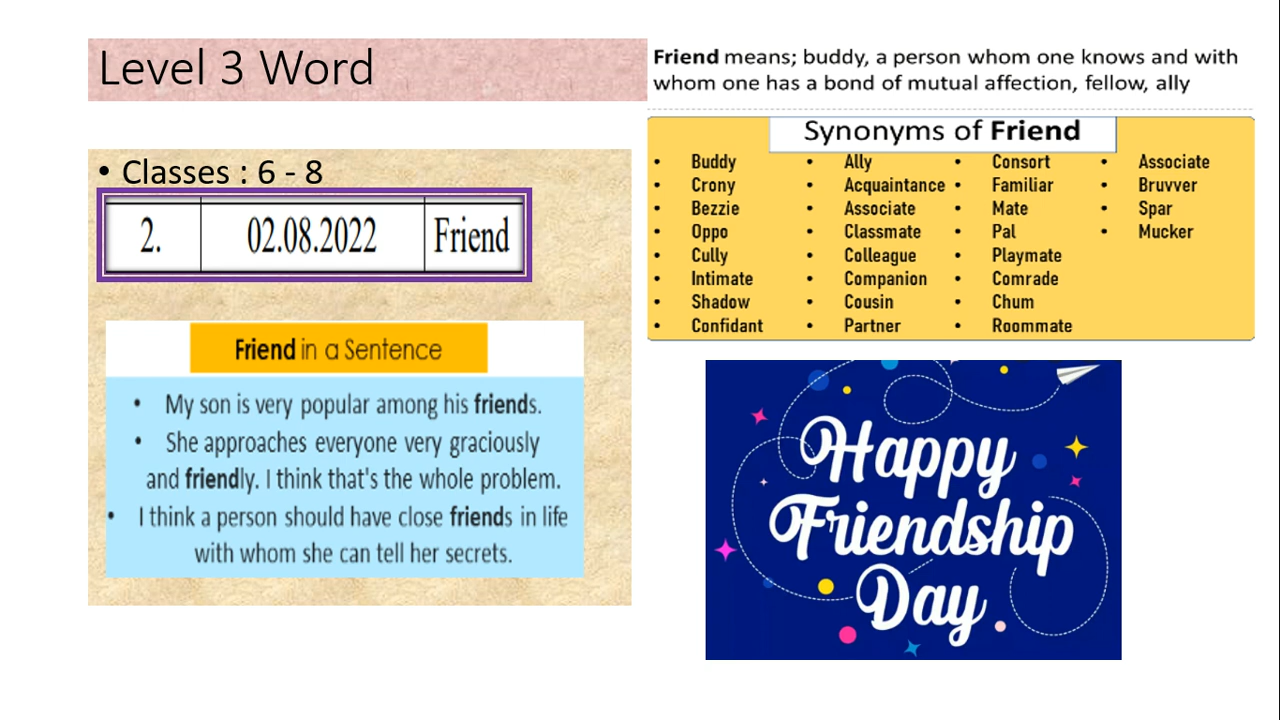 Level 3 Word
• Classes : 6 - 8
2. 02.08.2022 Friend
Friend in a Sentence
• My son is very popular among his friends.
• She approaches everyone very graciously
and friendly. I think that's the whole problem.
• I think a person should have close friends in life
with whom she can tell her secrets.
Friend means; buddy, a person whom one knows and with
whom one has a bond of mutual affection, fellow, ally
Synonyms of Friend
• Buddy • Ally • Consort • Associate
• Crony • Acquaintance • Familiar • Bruvver
• Bezzie • Associate • Mate • Spar
• Oppo • Classmate • Pal • Mucker
• Cully • Colleague • Playmate
• Intimate • Companion • Comrade
• Shadow • Cousin • Chum
• Confidant • Partner • Roommate
Happy
Friendship
Day